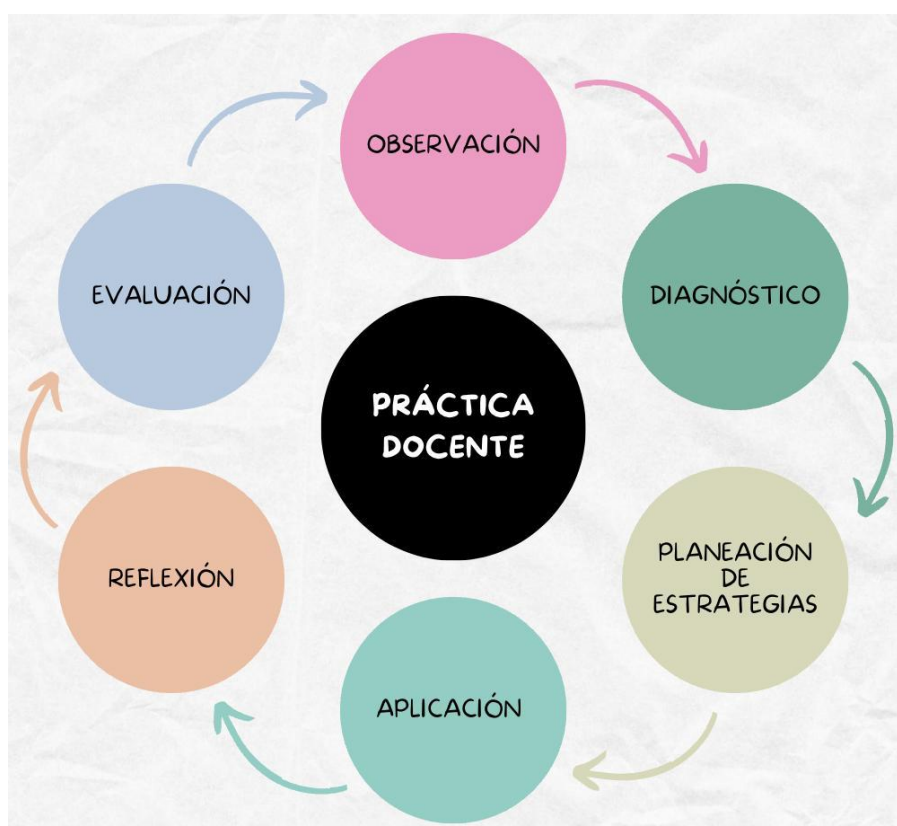 OBSERVACIÓN
DIAGNÓSTICO
PLANEACIÓN
DE
ESTRATEGIAS
APLICACIÓN
REFLEXIÓN
EVALUACIÓN
PRÁCTICA
DOCENTE